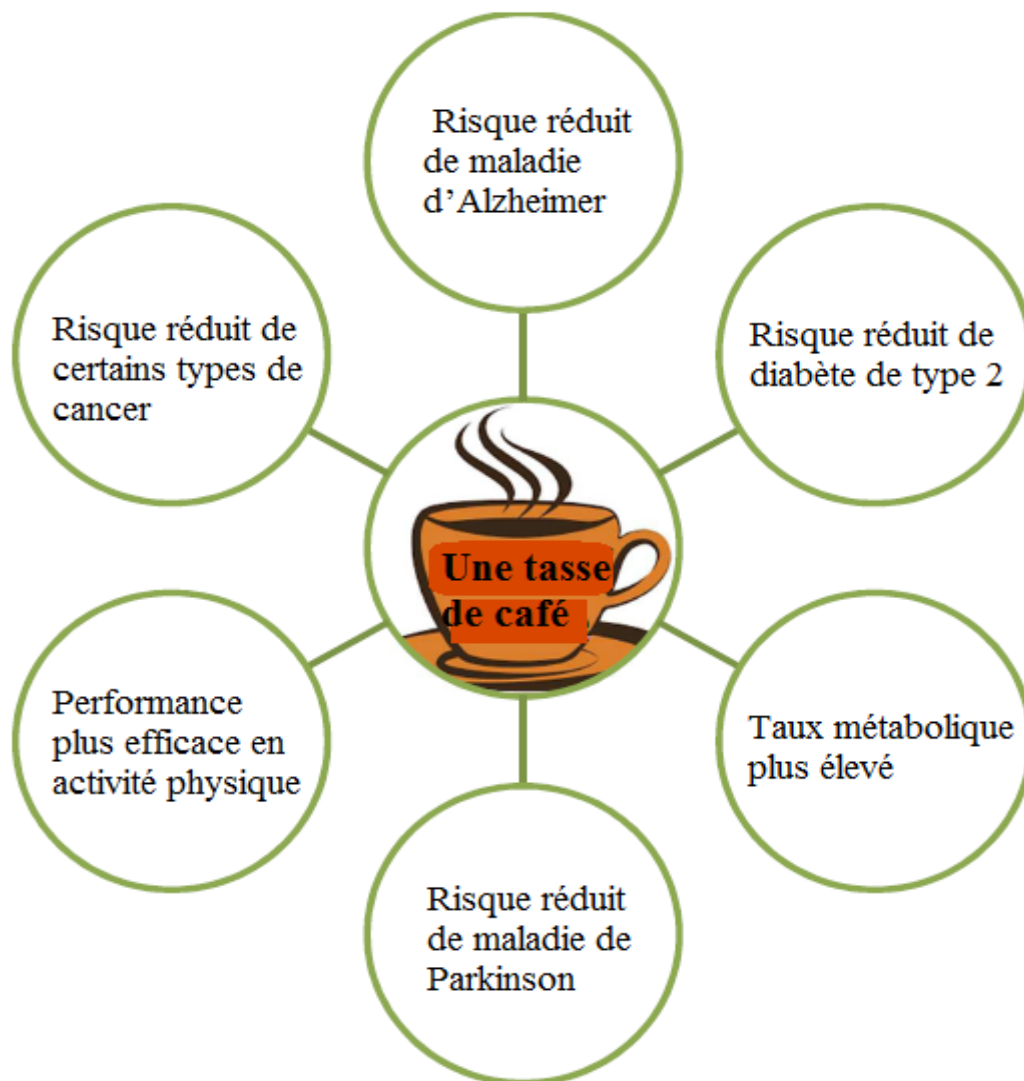 Risque réduit
de maladie
d’Alzheimer
Risque réduit de
certains types de
cancer
Risque réduit de
diabète de type 2
Une tasse
de café
Performance
plus efficace en
activité physique
Taux métabolique
plus élevé
Risque réduit
de maladie de
Parkinson